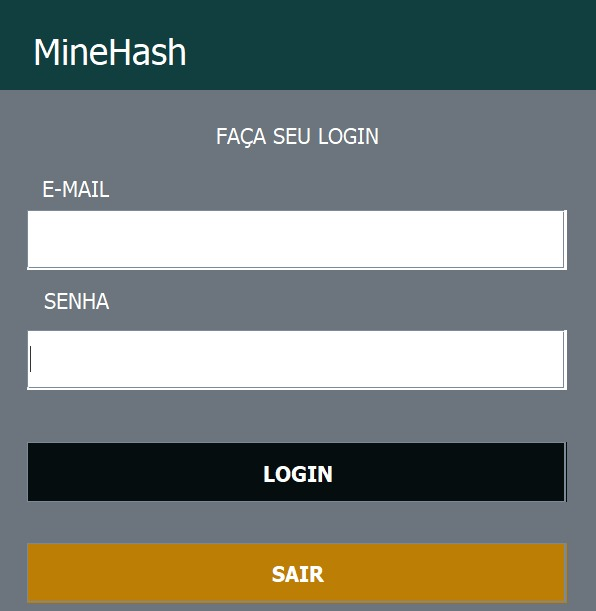 MineHash
FAÇA SEU LOGIN
E-MAIL
SENHA
LOGIN
SAIR